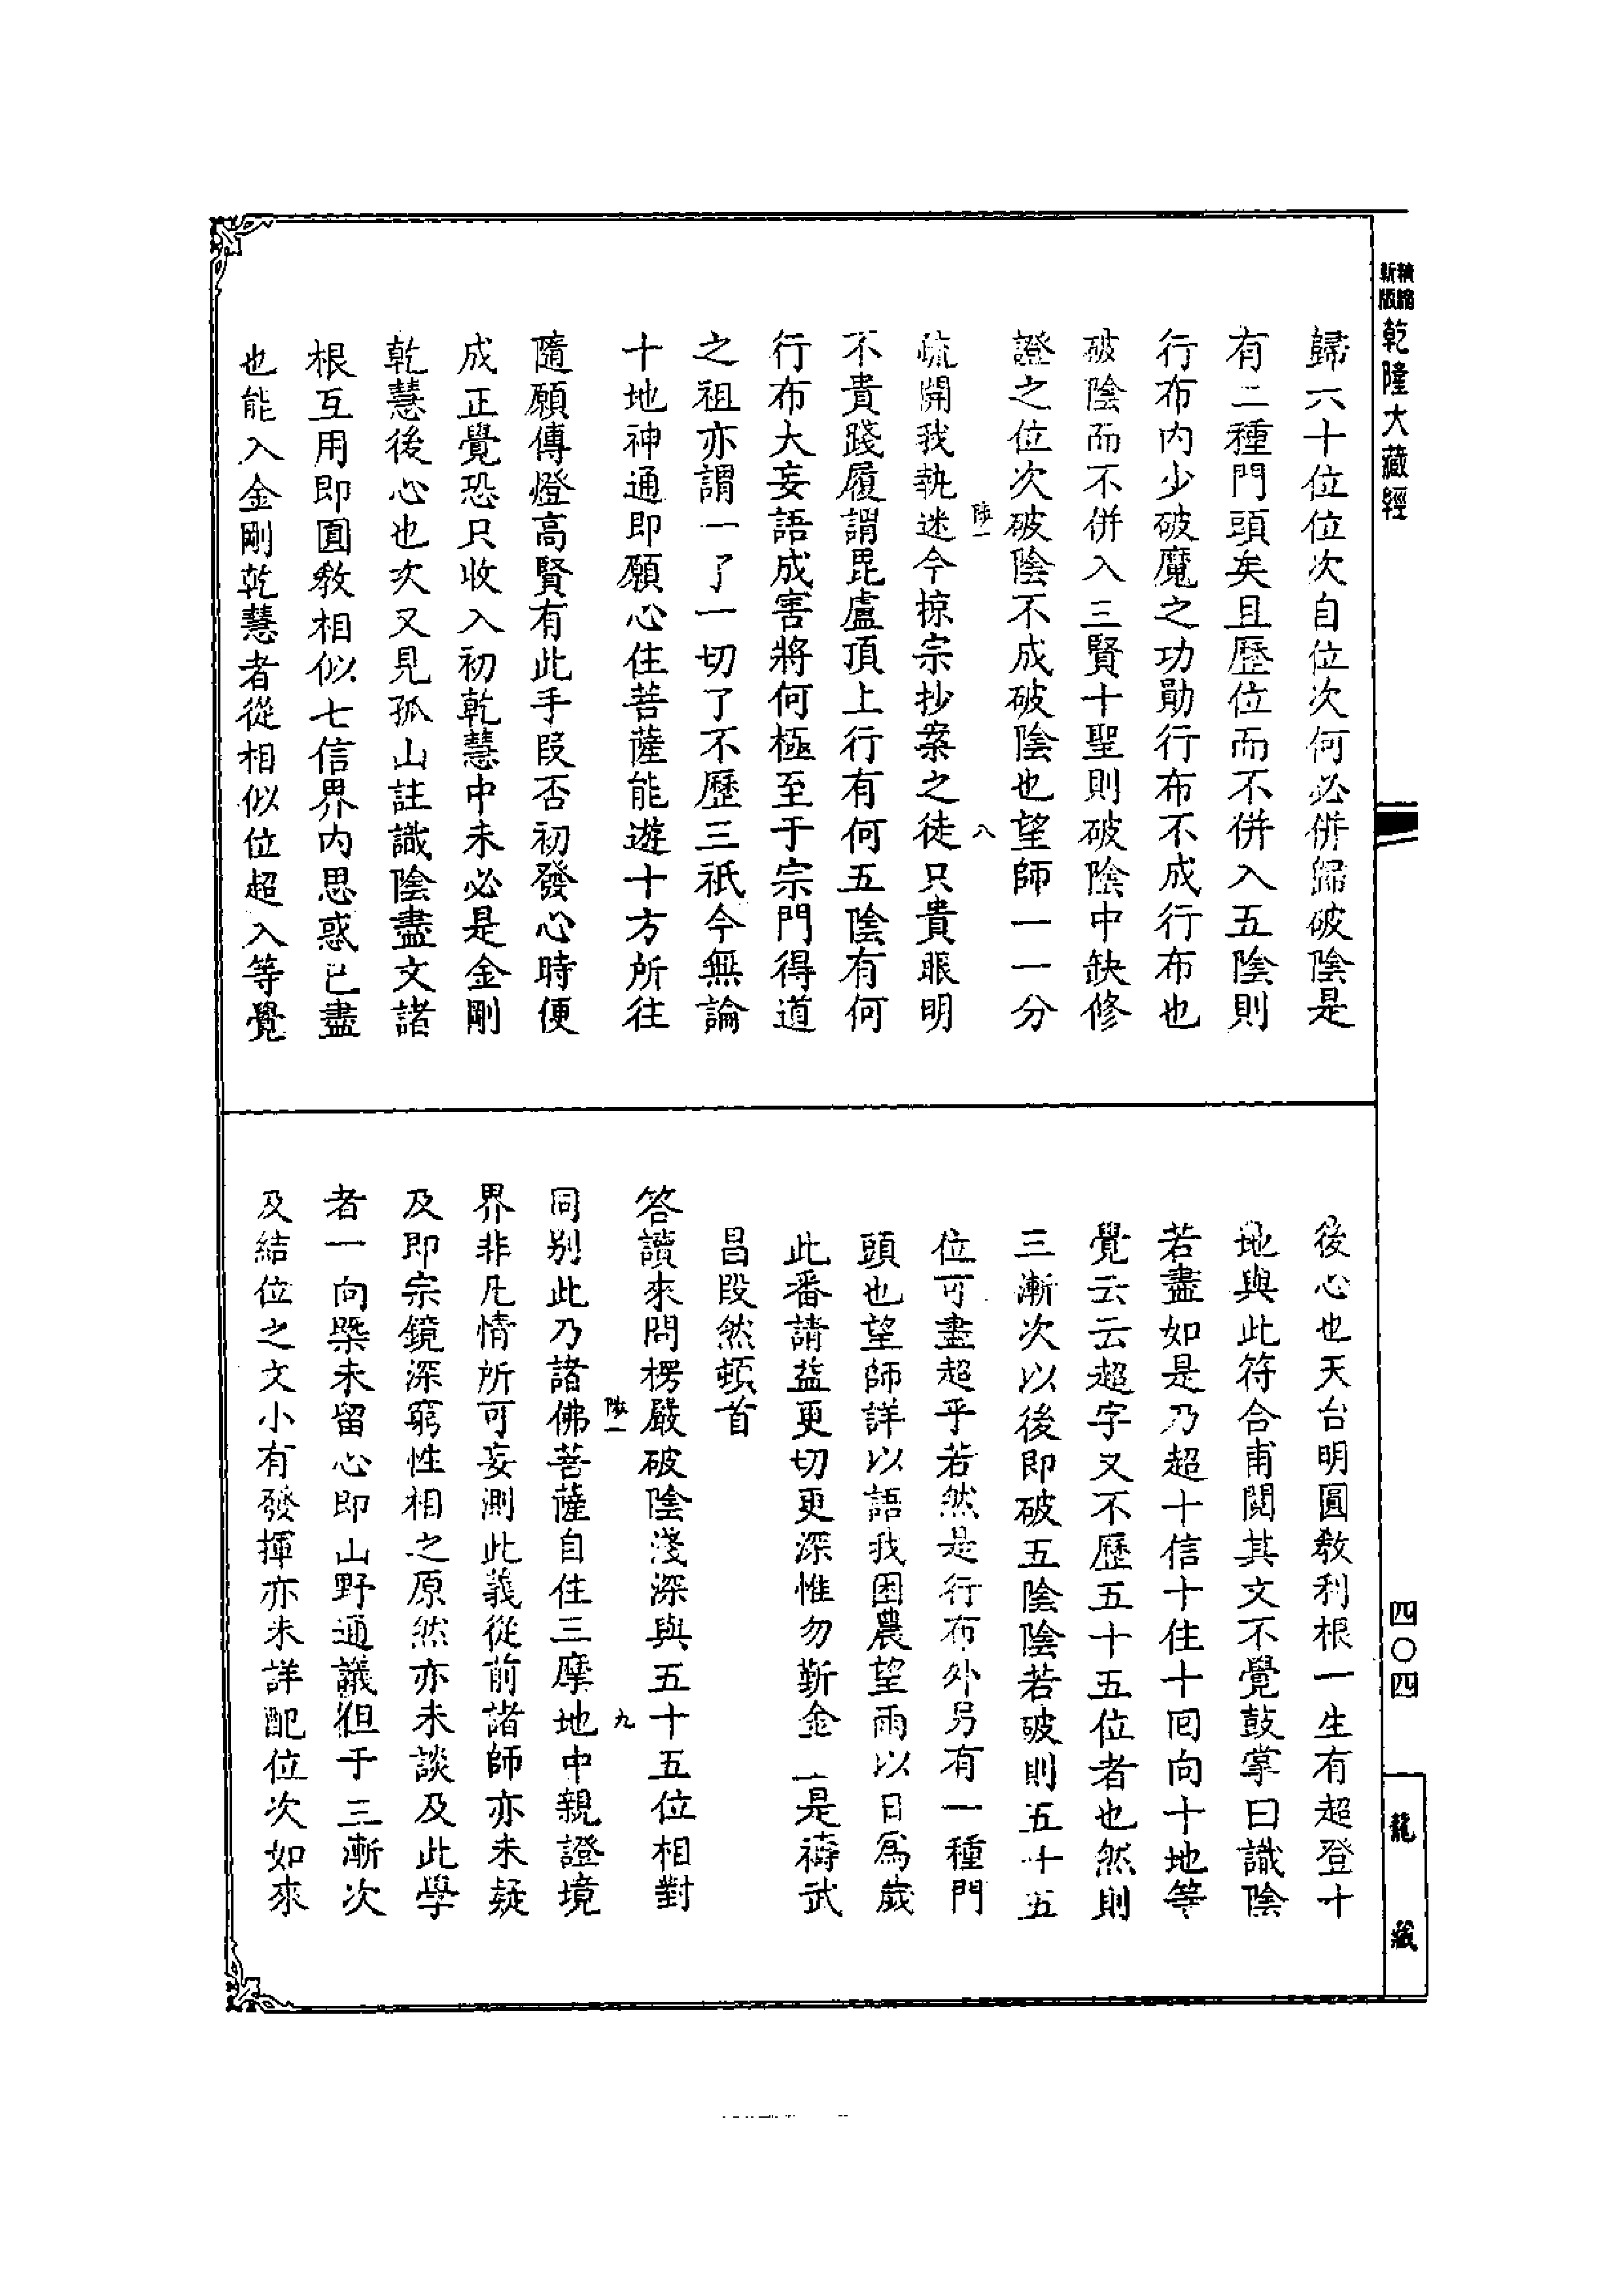 精縮
新版
乾隆大藏經
歸六十位位次自位次何必併歸破陰是
有二種門頭矣且歷位而不併入五陰則
行布内少破魔之功勛行布不成行布也
破陰而不併入三賢十聖則破陰中缺修
證之位次破陰不成破陰也望師一一分
疏開我執迷今掠宗抄案之徒只貴眼明
陸一
八
不貴踐履謂毘盧頂上行有何五陰有何
行布大妄語成害將何極至于宗門得道
之祖亦謂一了一切了不歷三祇今無論
十地神通即願心住菩薩能遊十方所往
隨願傳燈高賢有此手段否初發心時便
成正覺恐只收入初乾慧中未必是金剛
乾慧後心也次又見孤山註識陰盡文諸
根互用即圓教相似七信界内思惑已盡
也能入金剛乾慧者從相似位超入等覺
後心也天台明圓教利根一生有超登十
地與此符合甫閱其文不覺鼓掌曰識陰
若盡如是乃超十信十住十回向十地等
覺云云超字又不歷五十五位者也然則
三漸次以後即破五陰陰若破則五十五
位可盡超乎若然是行布外另有一種門
頭也望師詳以語我困農望雨以日爲歲
此番請益更切更深惟勿靳金一是禱武
昌段然頓首
答讀來問楞嚴破陰淺深與五十五位相對
陸一
九
同别此乃諸佛菩薩自住三摩地中親證境
界非凡情所可妄測此義從前諸師亦未疑
及即宗鏡深窮性相之原然亦未談及此學
者一向槩未留心即山野通議但于三漸次
及結位之文小有發揮亦未詳配位次如來
四〇四
龍藏